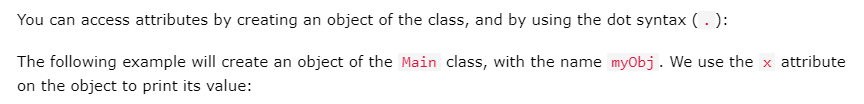 You can access attributes by creating an object of the class, and by using the dot syntax (.):
The following example will create an object of the Main class, with the name myObj. We use the x attribute
on the object to print its value: